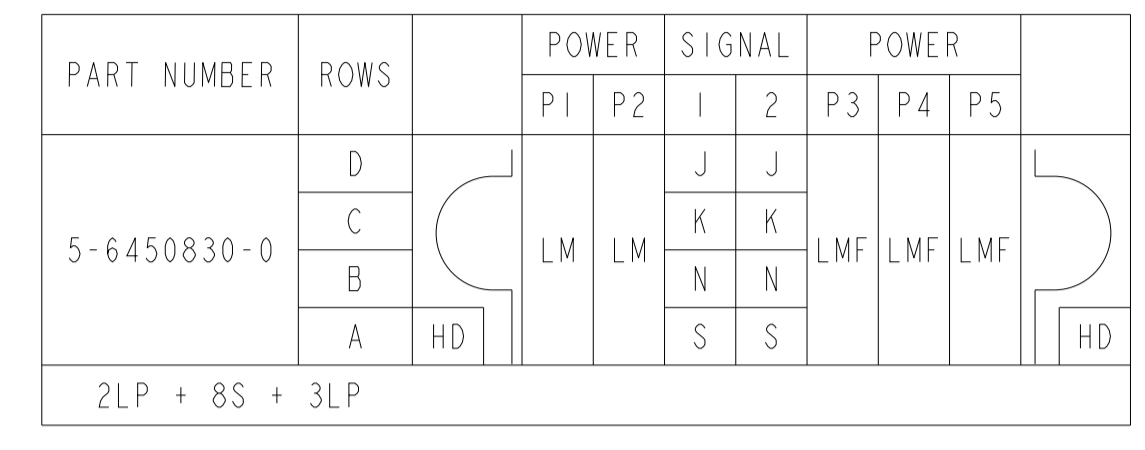 PART NUMBER ROWS POWER SIGNAL POWER
P1 P2 1 2 P3 P4 P5
5-6450830-0 D J J
C K K
LM LM LMF LMF LMF
B N N
A HD S S HD
2LP + 8S + 3LP